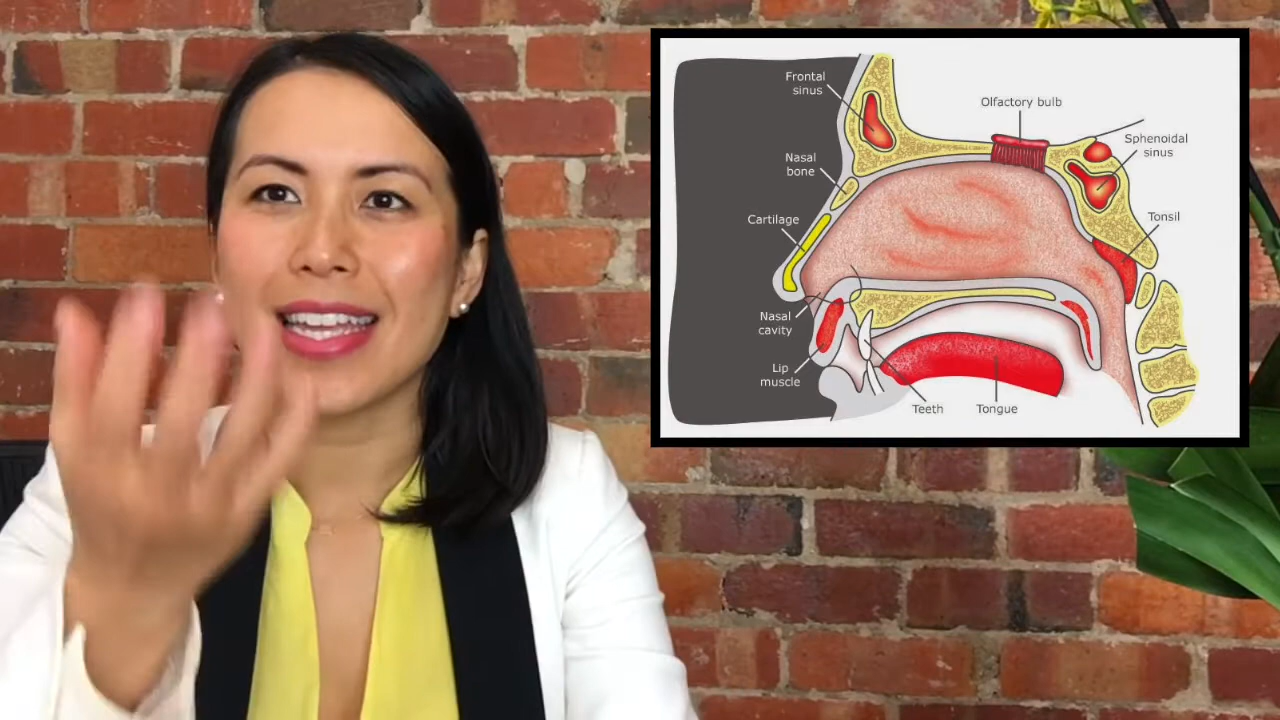 Frontal
sinus
Olfactory bulb
Sphenoidal
sinus
Nasal
bone
Cartilage
Tonsil
Nasal
cavity
Lip
muscle
Teeth
Tongue